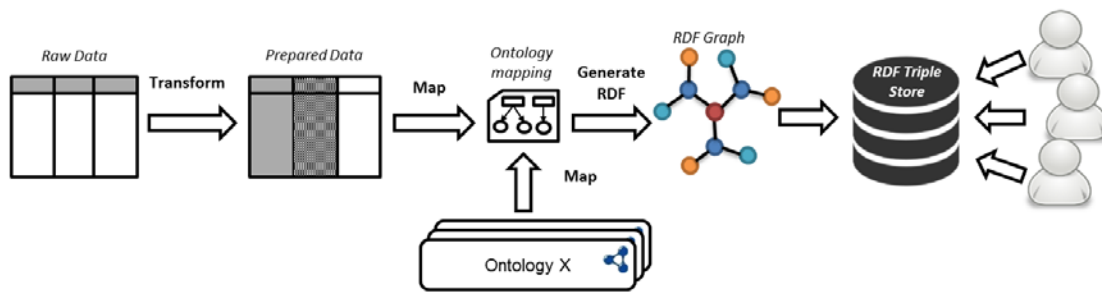 Raw Data
Transform
Prepared Data
Map
Ontology
mapping
Generate
RDF
RDF Graph
RDF Triple
Store
Map
Ontology X